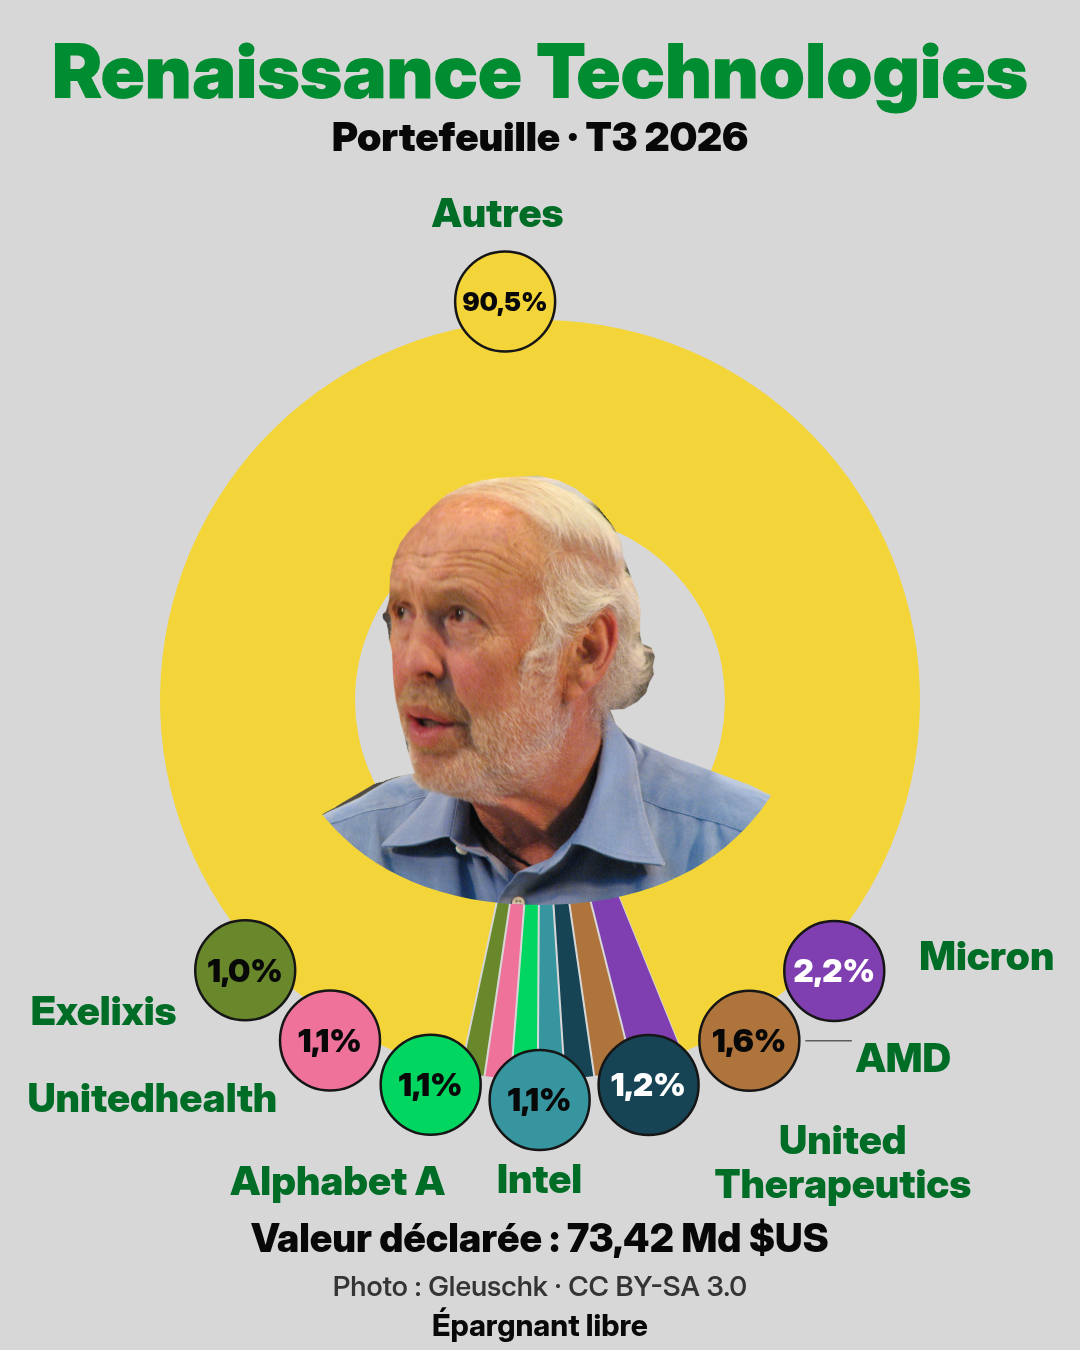 Renaissance Technologies
Portefeuille · T3 2026
Autres
90,5%
1,0%
2,2%
Micron
Exelixis
1,1%
1,6%
AMD
Unitedhealth
1,1%
1,1%
1,2%
United
Therapeutics
Alphabet A
Intel
Valeur déclarée : 73,42 Md $US
Photo : Gleuschk · CC BY-SA 3.0
Épargnant libre